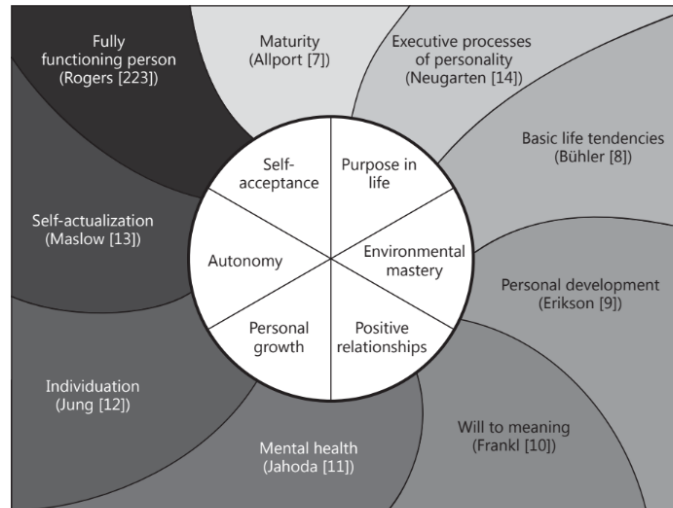 Fully
functioning person
(Rogers [223])
Maturity
(Allport [7])
Executive processes
of personality
(Neugarten [14])
Basic life tendencies
(Bühler [8])
Self-
acceptance
Purpose in
life
Self-actualization
(Maslow [13])
Autonomy
Environmental
mastery
Personal development
(Erikson [9])
Personal
growth
Positive
relationships
Individuation
(Jung [12])
Mental health
(Jahoda [11])
Will to meaning
(Frankl [10])